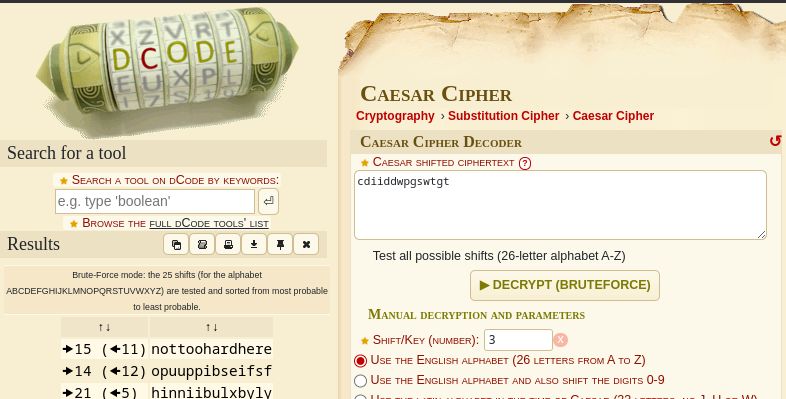 X Z V R T
D C O D E
E U X P L
Search for a tool
★ Search a tool on dCode by keywords:
e.g. type 'boolean'
★ Browse the full dCode tools' list
Results
Brute-Force mode: the 25 shifts (for the alphabet
ABCDEFGHIJKLMNOPQRSTUVWXYZ) are tested and sorted from most probable
to least probable.
↑↓ ↑↓
🠞15 (🠜11) nottoohardhere
🠞14 (🠜12) opuuppibseifsf
🠞21 (🠜5) hinniibulxbyly
Caesar Cipher
Cryptography › Substitution Cipher › Caesar Cipher
Caesar Cipher Decoder ↺
★ Caesar shifted ciphertext ?
cdiiddwpgswtgt
Test all possible shifts (26-letter alphabet A-Z)
▶ DECRYPT (BRUTEFORCE)
Manual decryption and parameters
★ Shift/Key (number): 3 X
Use the English alphabet (26 letters from A to Z)
Use the English alphabet and also shift the digits 0-9